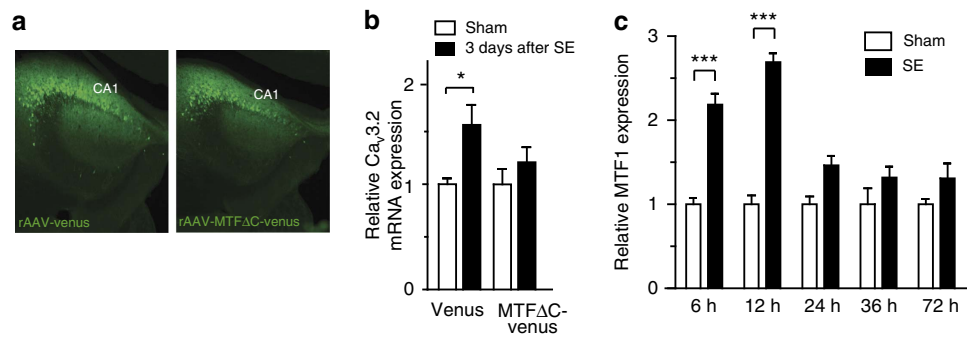 a
CA1
CA1
rAAV-venus
rAAV-MTFΔC-venus
b
Sham
3 days after SE
Relative Caᵥ3.2
mRNA expression
2
1
0
*
Venus
MTFΔC-
venus
c
Sham
SE
Relative MTF1 expression
3
2
1
0
***
***
6 h
12 h
24 h
36 h
72 h